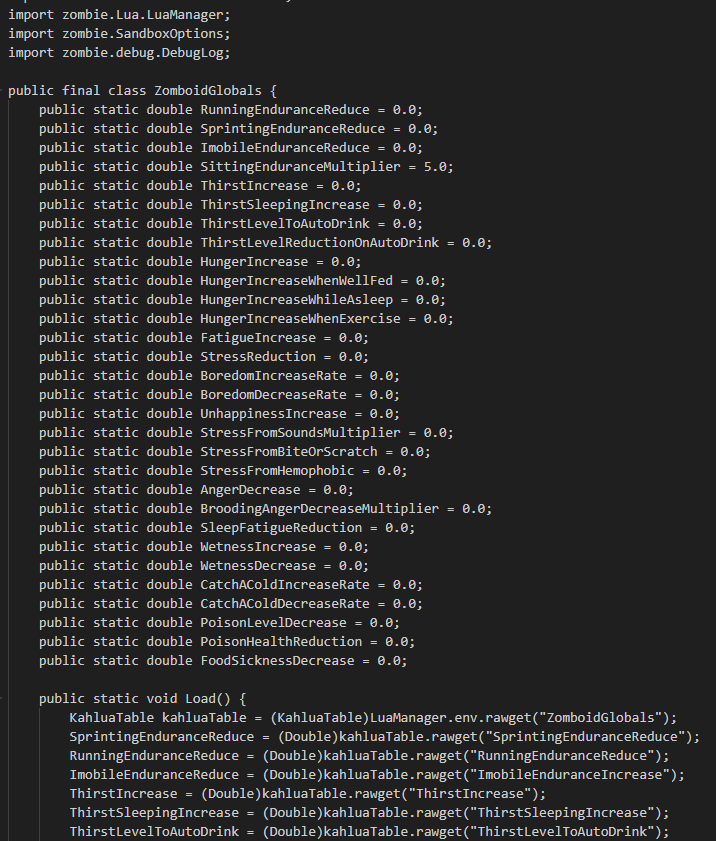 import zombie.Lua.LuaManager;
import zombie.SandboxOptions;
import zombie.debug.DebugLog;
public final class ZomboidGlobals {
public static double RunningEnduranceReduce = 0.0;
public static double SprintingEnduranceReduce = 0.0;
public static double ImobileEnduranceReduce = 0.0;
public static double SittingEnduranceMultiplier = 5.0;
public static double ThirstIncrease = 0.0;
public static double ThirstSleepingIncrease = 0.0;
public static double ThirstLevelToAutoDrink = 0.0;
public static double ThirstLevelReductionOnAutoDrink = 0.0;
public static double HungerIncrease = 0.0;
public static double HungerIncreaseWhenWellFed = 0.0;
public static double HungerIncreaseWhileAsleep = 0.0;
public static double HungerIncreaseWhenExercise = 0.0;
public static double FatigueIncrease = 0.0;
public static double StressReduction = 0.0;
public static double BoredomIncreaseRate = 0.0;
public static double BoredomDecreaseRate = 0.0;
public static double UnhappinessIncrease = 0.0;
public static double StressFromSoundsMultiplier = 0.0;
public static double StressFromBiteOrScratch = 0.0;
public static double StressFromHemophobic = 0.0;
public static double AngerDecrease = 0.0;
public static double BroodingAngerDecreaseMultiplier = 0.0;
public static double SleepFatigueReduction = 0.0;
public static double WetnessIncrease = 0.0;
public static double WetnessDecrease = 0.0;
public static double CatchAColdIncreaseRate = 0.0;
public static double CatchAColdDecreaseRate = 0.0;
public static double PoisonLevelDecrease = 0.0;
public static double PoisonHealthReduction = 0.0;
public static double FoodSicknessDecrease = 0.0;
public static void Load() {
KahluaTable kahluaTable = (KahluaTable)LuaManager.env.rawget("ZomboidGlobals");
SprintingEnduranceReduce = (Double)kahluaTable.rawget("SprintingEnduranceReduce");
RunningEnduranceReduce = (Double)kahluaTable.rawget("RunningEnduranceReduce");
ImobileEnduranceReduce = (Double)kahluaTable.rawget("ImobileEnduranceIncrease");
ThirstIncrease = (Double)kahluaTable.rawget("ThirstIncrease");
ThirstSleepingIncrease = (Double)kahluaTable.rawget("ThirstSleepingIncrease");
ThirstLevelToAutoDrink = (Double)kahluaTable.rawget("ThirstLevelToAutoDrink");